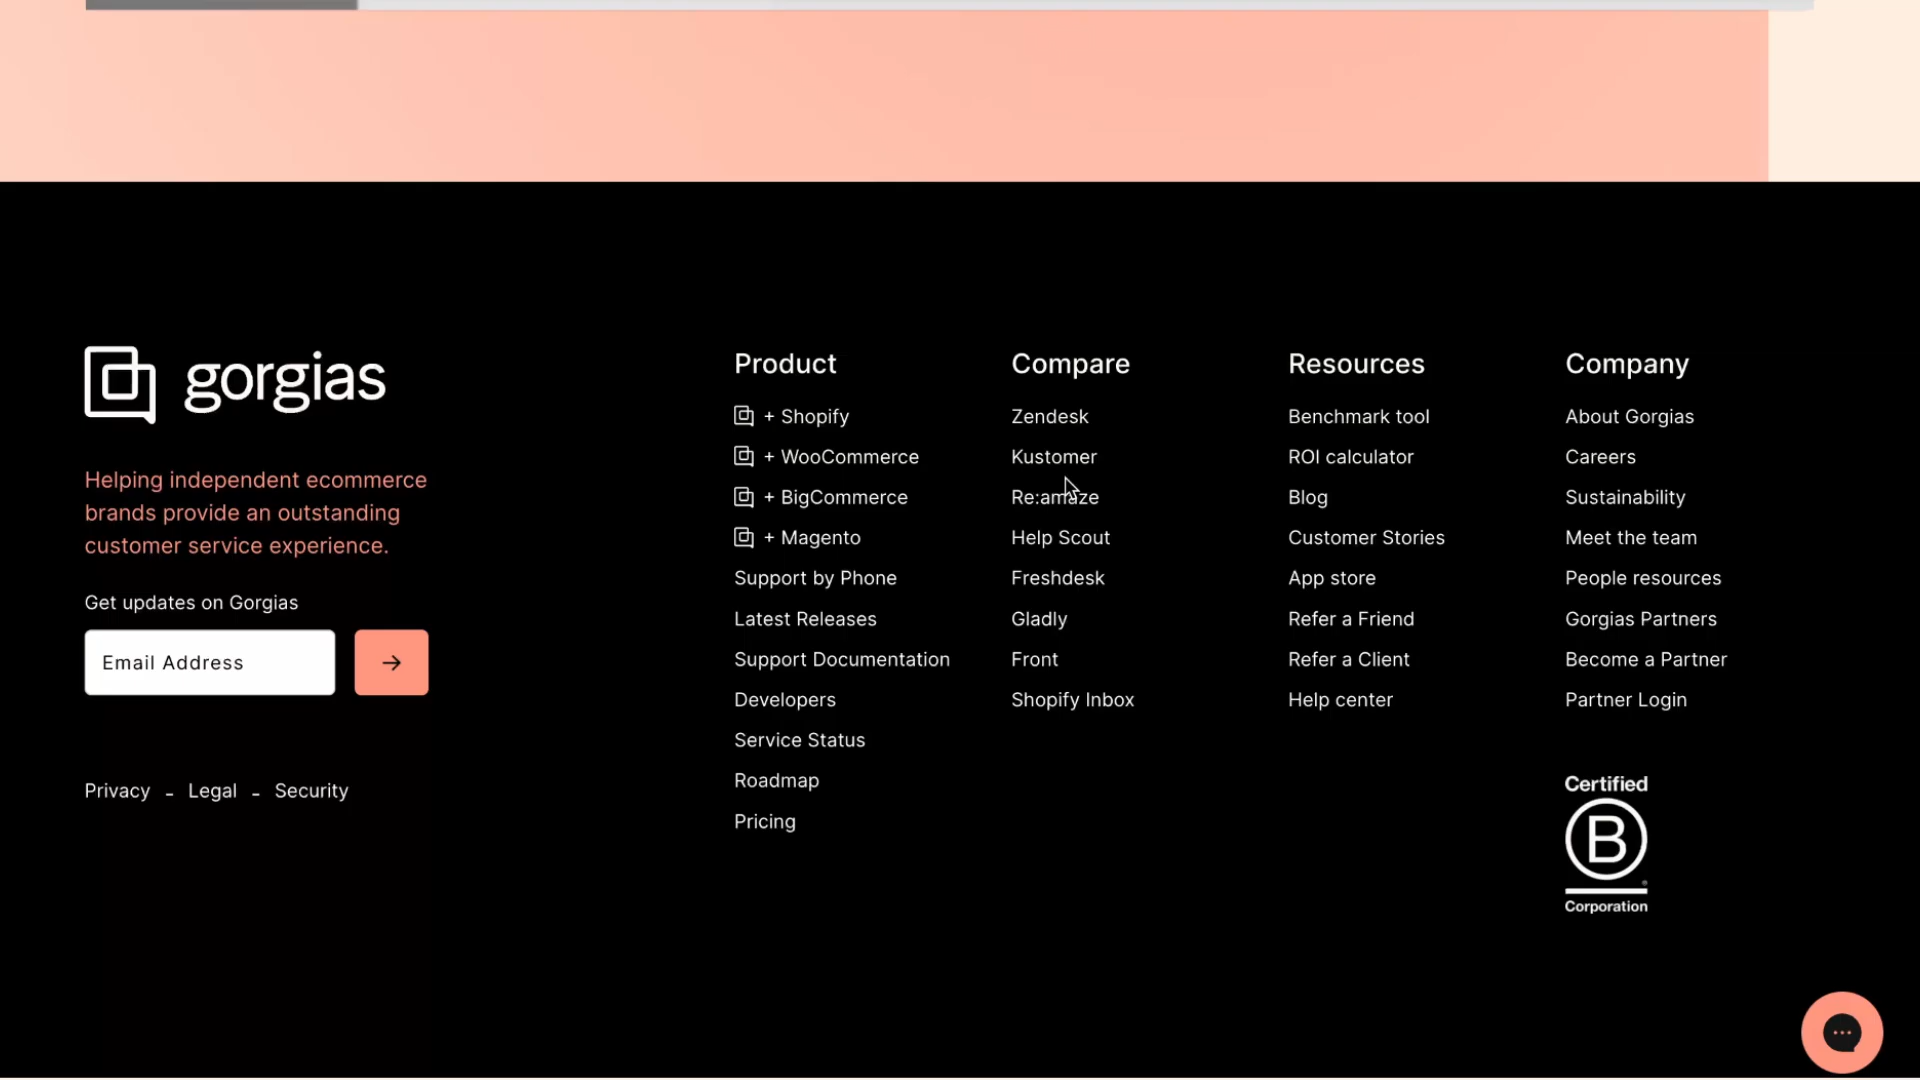 gorgias
Helping independent ecommerce
brands provide an outstanding
customer service experience.
Get updates on Gorgias
Email Address
Privacy - Legal - Security
Product
+ Shopify
+ WooCommerce
+ BigCommerce
+ Magento
Support by Phone
Latest Releases
Support Documentation
Developers
Service Status
Roadmap
Pricing
Compare
Zendesk
Kustomer
Re:amaze
Help Scout
Freshdesk
Gladly
Front
Shopify Inbox
Resources
Benchmark tool
ROI calculator
Blog
Customer Stories
App store
Refer a Friend
Refer a Client
Help center
Company
About Gorgias
Careers
Sustainability
Meet the team
People resources
Gorgias Partners
Become a Partner
Partner Login
Certified
B
Corporation